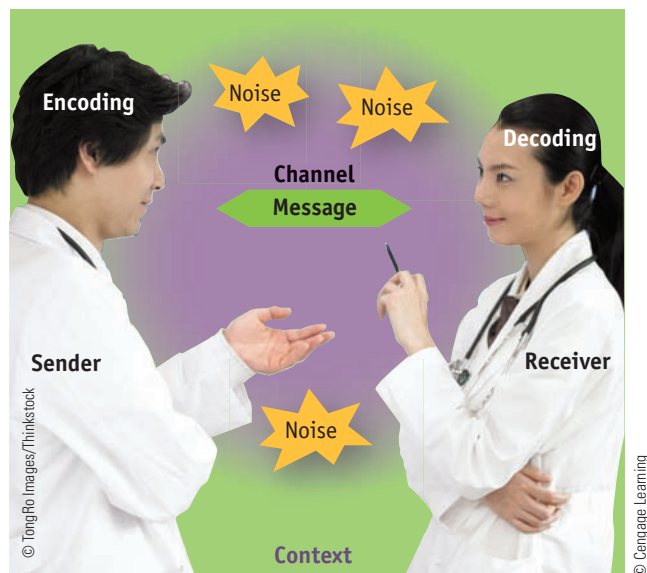 Encoding
Noise
Noise
Decoding
Channel
Message
Sender
Receiver
Noise
Context
© TongRo Images/Thinkstock
© Cengage Learning